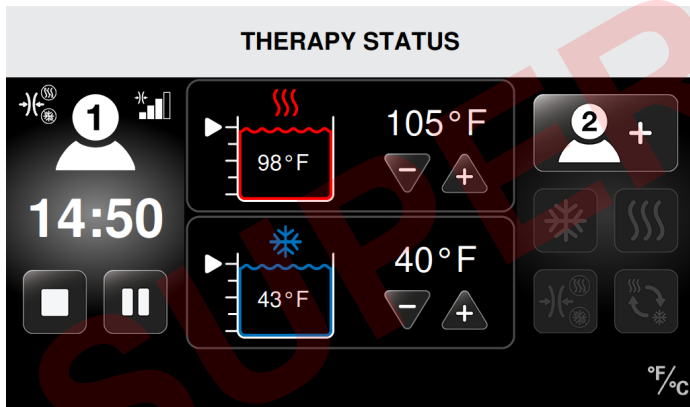 THERAPY STATUS
1
14:50
98°F
105°F
− +
43°F
40°F
− +
2 +
°F/°C
SUPER